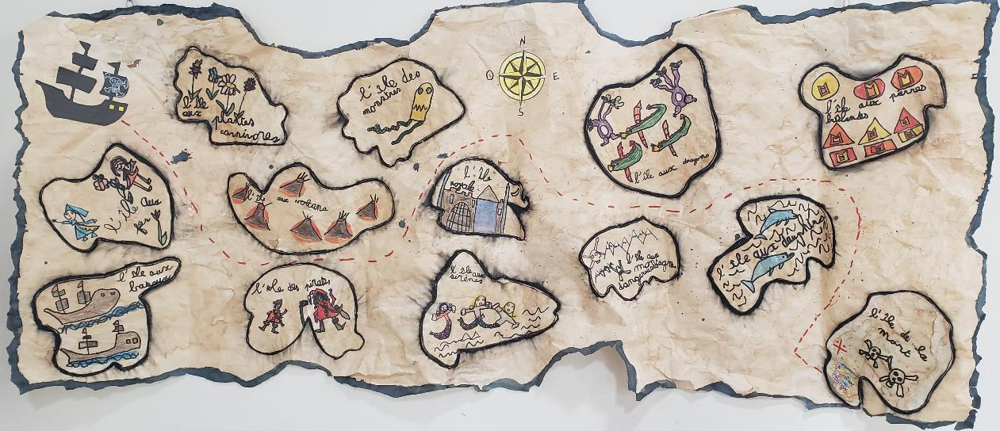 l'île
aux
plantes
carnivores
l'île des
monstres
N
O
E
S
l'île aux dragons
l'île aux pierres
brillantes
l'île aux
l'île
aux volcans
l'île
royale
l'île aux dauphins
l'île aux
montagne
dangereuse
l'île aux
bateaux
l'île des pirates
l'île aux
sirènes
l'île de la
mort